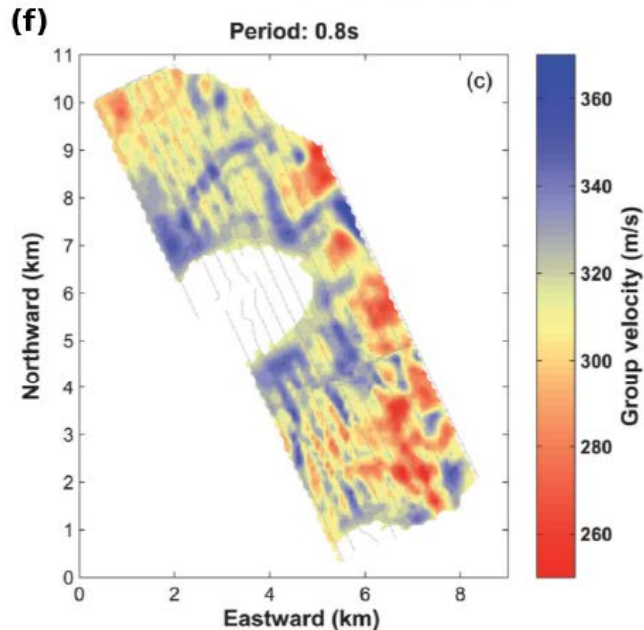 (f)
Period: 0.8s
(c)
11
10
9
8
7
6
5
4
3
2
1
0
Northward (km)
0 2 4 6 8
Eastward (km)
360
340
320
300
280
260
Group velocity (m/s)